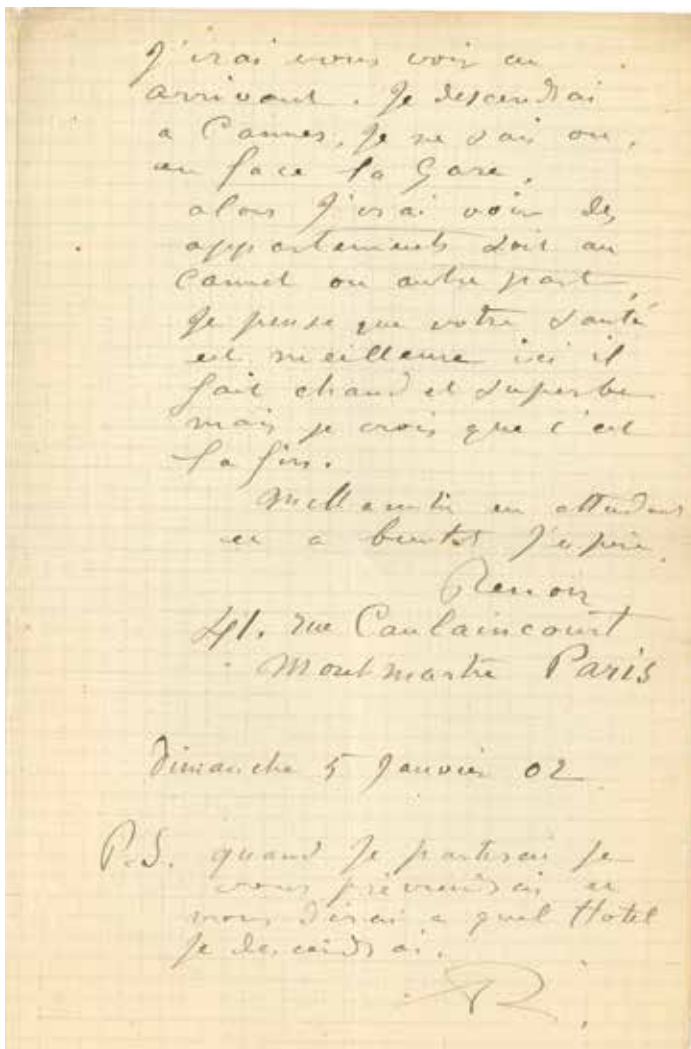 J'irai vous voir en
arrivant. Je descendrai
a Cannes, je ne sais ou,
en face la Gare,
alors J'irai voir des
appartements soit au
Cannet ou autre part,
Je pense que votre santé
est meilleure ici il
fait chaud et superbe
mais je crois que c'est
la fin.
Mill amitiés en attendant
et a bientot J'espère.
Renoir
41. rue Caulaincourt
Montmartre Paris
Dimanche 5 Janvier 02
P.S. quand Je partirai Je
vous préviendrai et
vous dirai a quel Hotel
Je descendrai.
R.